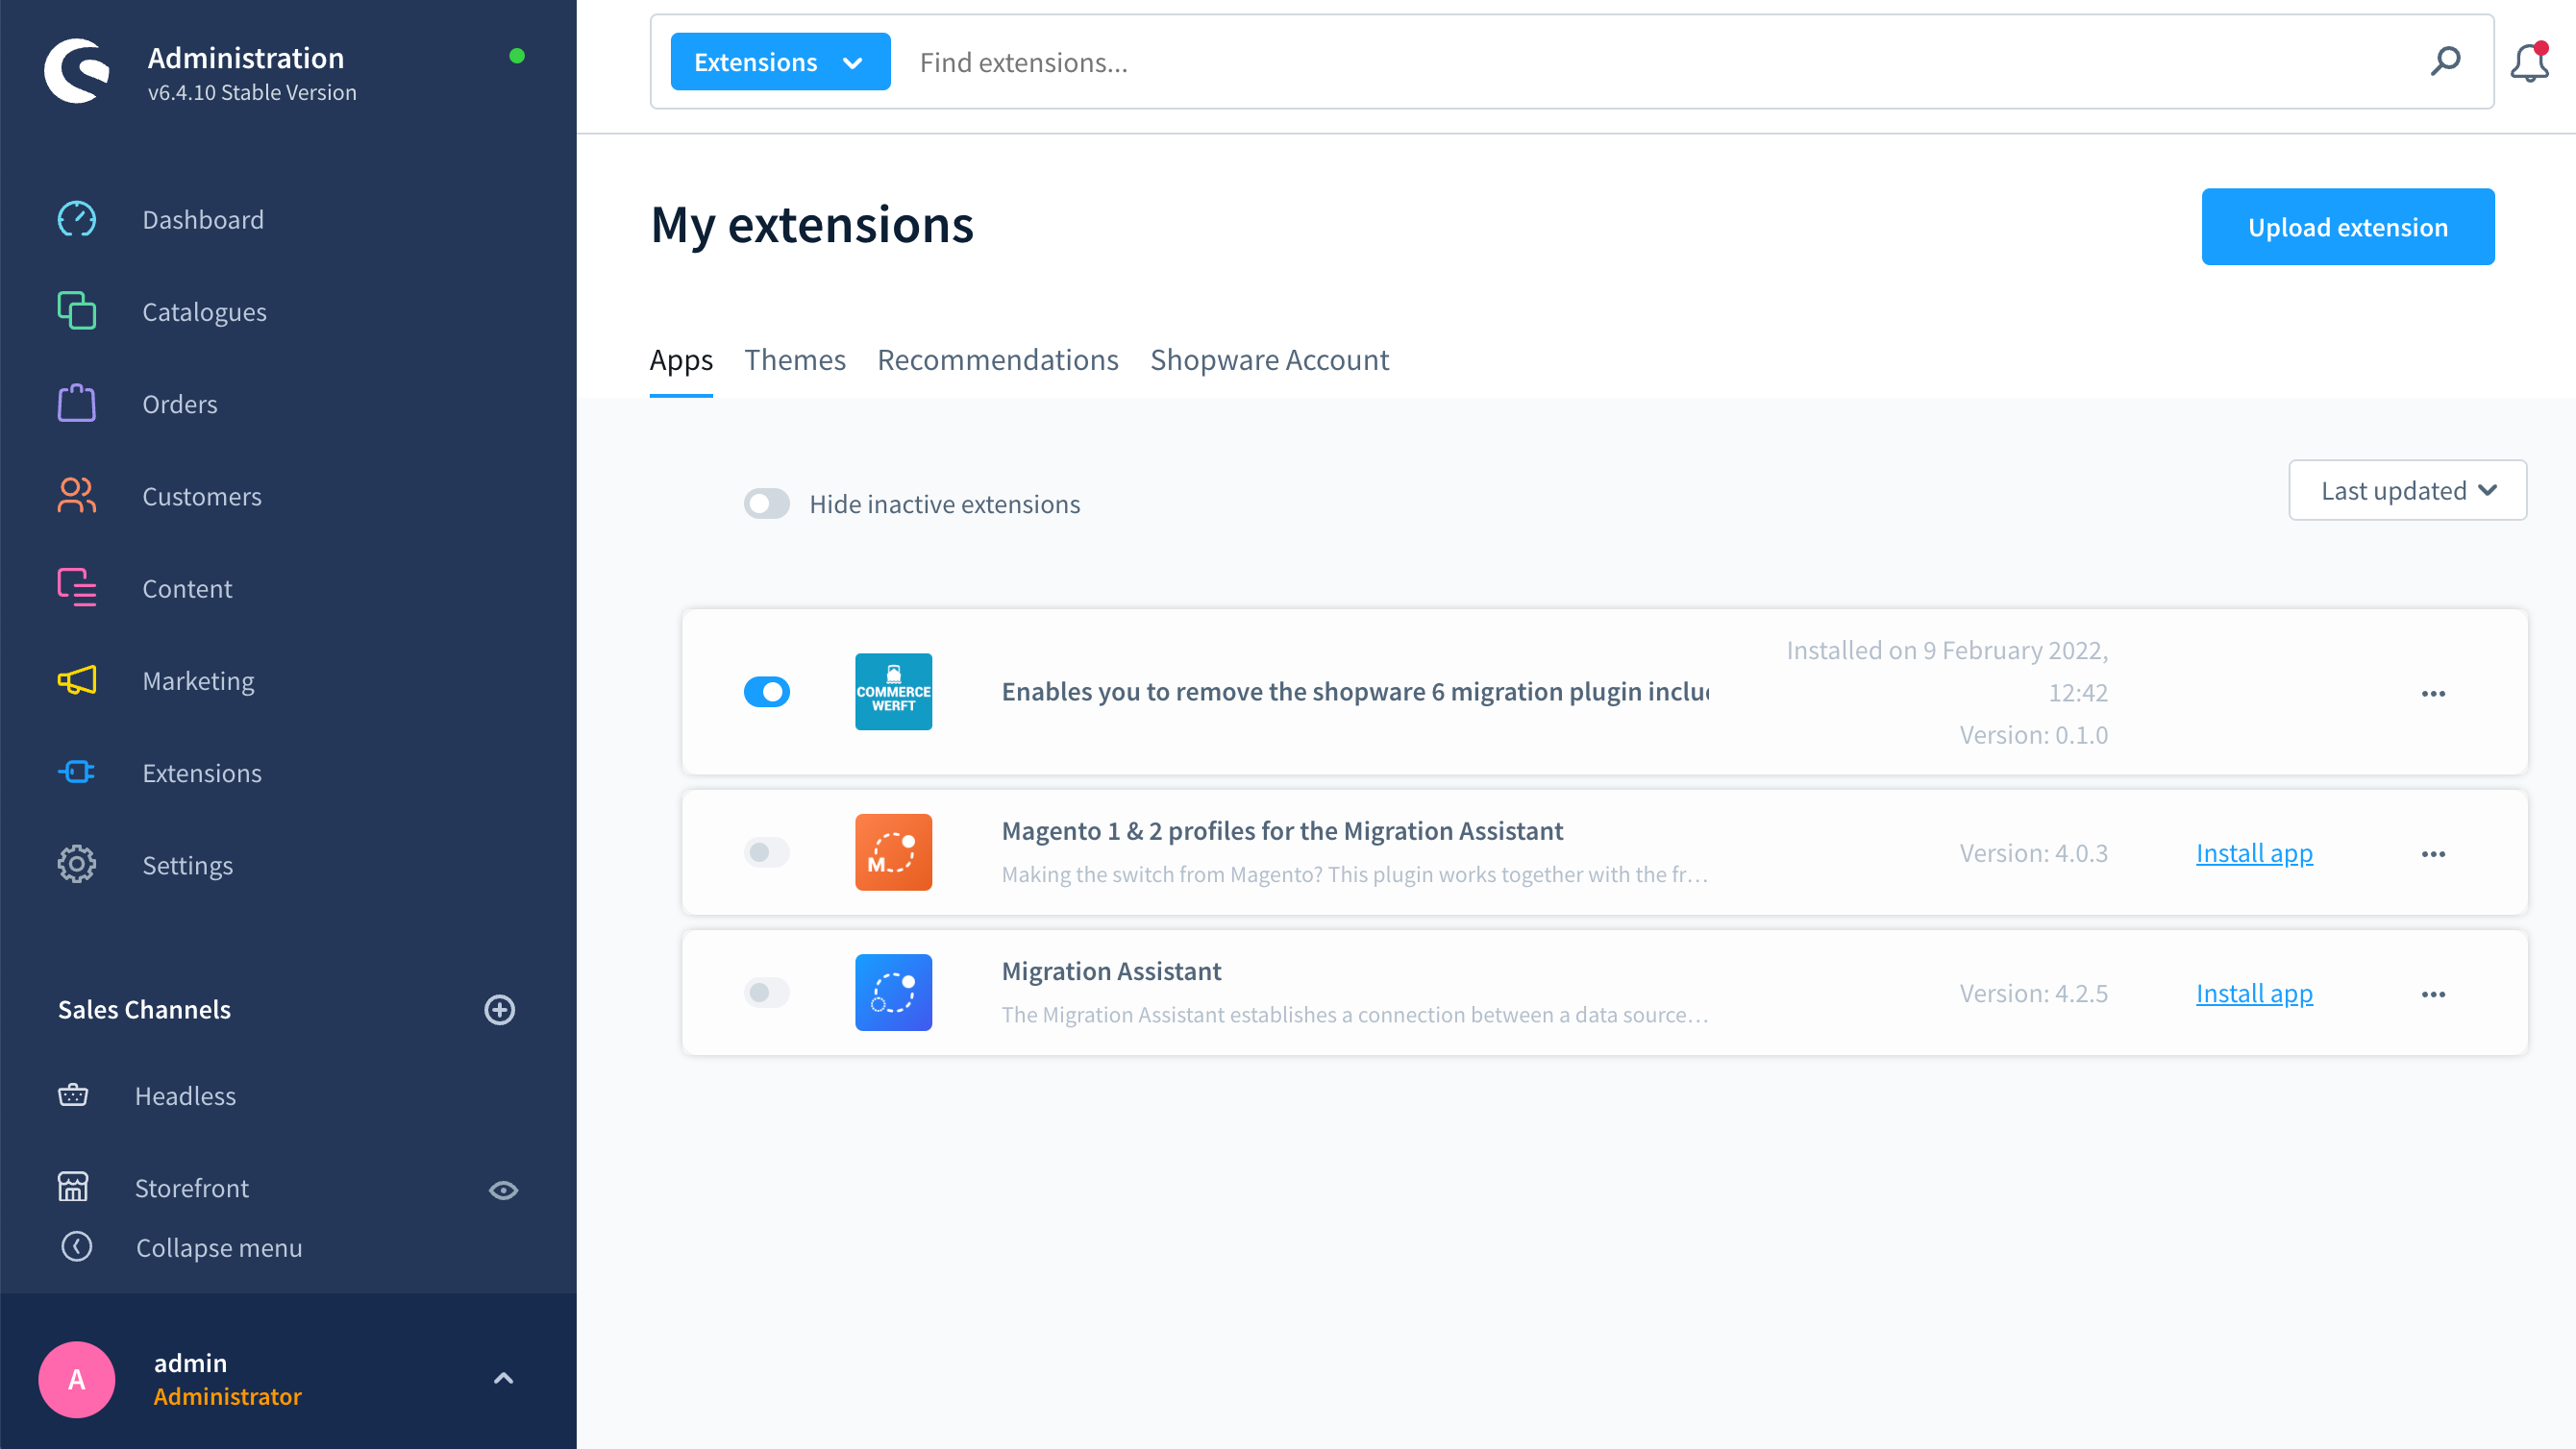 Administration
v6.4.10 Stable Version
Dashboard
Catalogues
Orders
Customers
Content
Marketing
Extensions
Settings
Sales Channels
Headless
Storefront
Collapse menu
A
admin
Administrator
Extensions
Find extensions...
My extensions
Upload extension
Apps Themes Recommendations Shopware Account
Hide inactive extensions
Last updated
COMMERCE
WERFT
Enables you to remove the shopware 6 migration plugin inclu
Installed on 9 February 2022,
12:42
Version: 0.1.0
M
Magento 1 & 2 profiles for the Migration Assistant
Making the switch from Magento? This plugin works together with the fr…
Version: 4.0.3
Install app
Migration Assistant
The Migration Assistant establishes a connection between a data source…
Version: 4.2.5
Install app